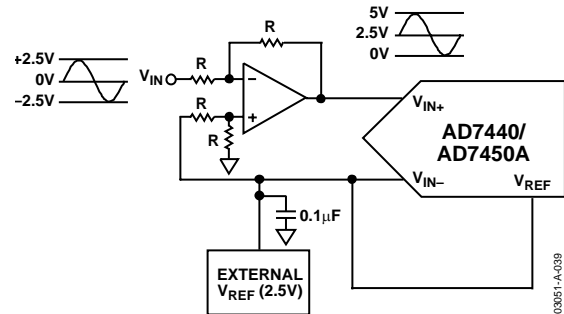 +2.5V
0V
–2.5V
VIN
R
R
R
R
–
+
5V
2.5V
0V
VIN+
AD7440/
AD7450A
VIN–
VREF
0.1µF
EXTERNAL
VREF (2.5V)
03051-A-039